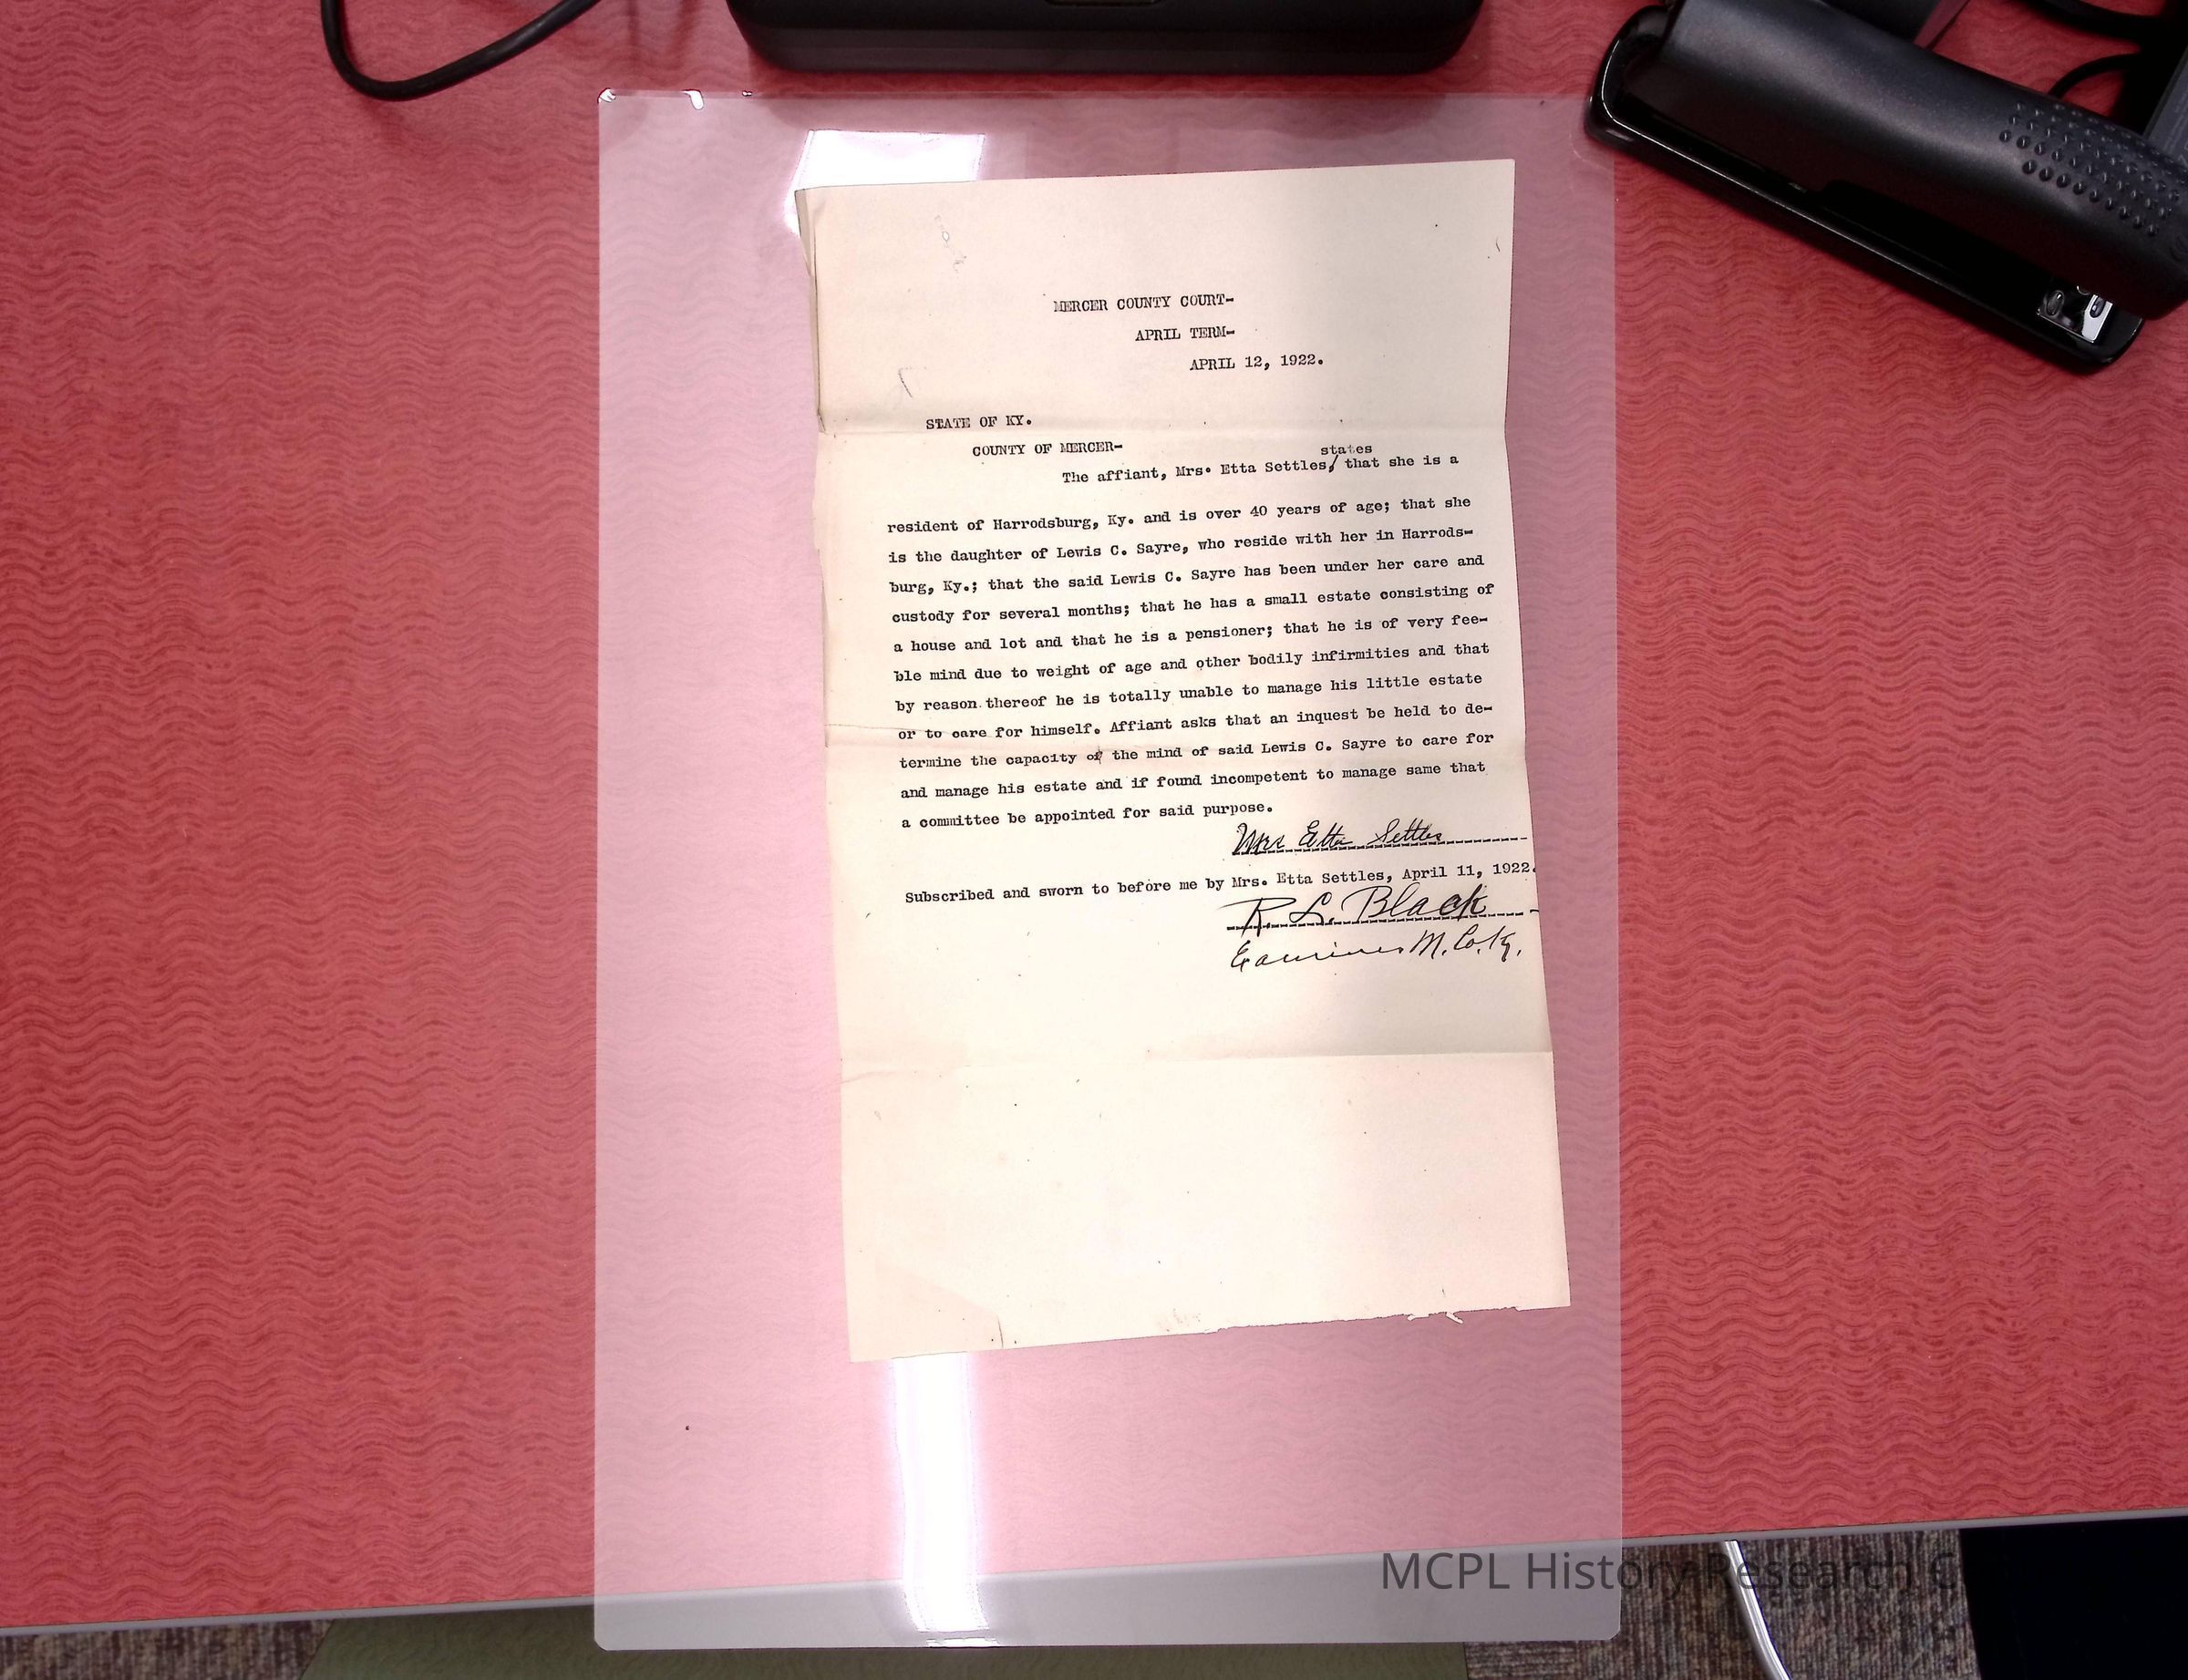 MERCER COUNTY COURT-
APRIL TERM-
APRIL 12, 1922.
STATE OF KY.
COUNTY OF MERCER-
states
The affiant, Mrs. Etta Settles,/ that she is a
resident of Harrodsburg, Ky. and is over 40 years of age; that she
is the daughter of Lewis C. Sayre, who reside with her in Harrods-
burg, Ky.; that the said Lewis C. Sayre has been under her care and
custody for several months; that he has a small estate consisting of
a house and lot and that he is a pensioner; that he is of very fee-
ble mind due to weight of age and other bodily infirmities and that
by reason thereof he is totally unable to manage his little estate
or to care for himself. Affiant asks that an inquest be held to de-
termine the capacity of the mind of said Lewis C. Sayre to care for
and manage his estate and if found incompetent to manage same that
a committee be appointed for said purpose.
Mrs Etta Settles
Subscribed and sworn to before me by Mrs. Etta Settles, April 11, 1922.
R. L. Black
Examiner M. Co. Ky.
MCPL History Research C